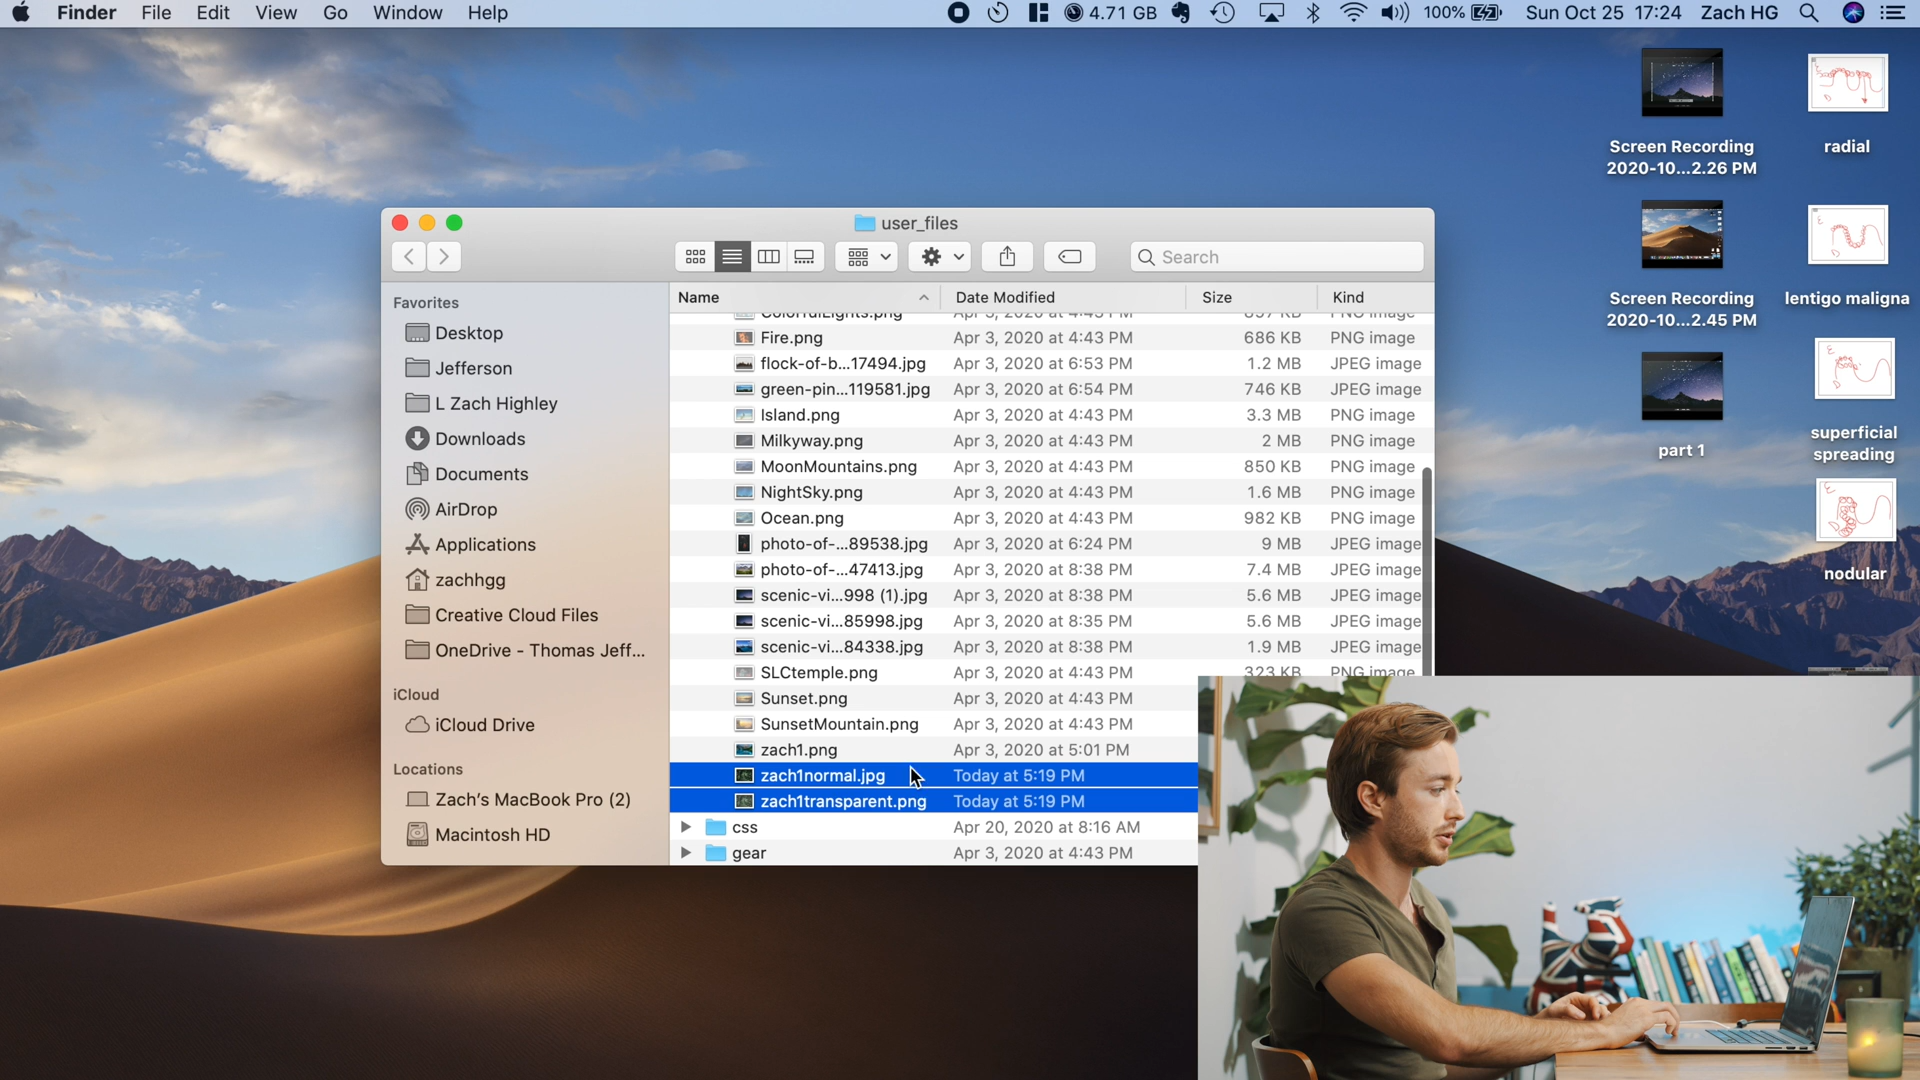 Finder File Edit View Go Window Help 4.71 GB 100% Sun Oct 25 17:24 Zach HG
user_files
Search
Favorites
Desktop
Jefferson
L Zach Highley
Downloads
Documents
AirDrop
Applications
zachhgg
Creative Cloud Files
OneDrive - Thomas Jeff...
iCloud
iCloud Drive
Locations
Zach's MacBook Pro (2)
Macintosh HD
Name Date Modified Size Kind
ColorfulLights.png Apr 3, 2020 at 4:43 PM 897 KB PNG image
Fire.png Apr 3, 2020 at 4:43 PM 686 KB PNG image
flock-of-b...17494.jpg Apr 3, 2020 at 6:53 PM 1.2 MB JPEG image
green-pin...119581.jpg Apr 3, 2020 at 6:54 PM 746 KB JPEG image
Island.png Apr 3, 2020 at 4:43 PM 3.3 MB PNG image
Milkyway.png Apr 3, 2020 at 4:43 PM 2 MB PNG image
MoonMountains.png Apr 3, 2020 at 4:43 PM 850 KB PNG image
NightSky.png Apr 3, 2020 at 4:43 PM 1.6 MB PNG image
Ocean.png Apr 3, 2020 at 4:43 PM 982 KB PNG image
photo-of-...89538.jpg Apr 3, 2020 at 6:24 PM 9 MB JPEG image
photo-of-...47413.jpg Apr 3, 2020 at 8:38 PM 7.4 MB JPEG image
scenic-vi...998 (1).jpg Apr 3, 2020 at 8:38 PM 5.6 MB JPEG image
scenic-vi...85998.jpg Apr 3, 2020 at 8:35 PM 5.6 MB JPEG image
scenic-vi...84338.jpg Apr 3, 2020 at 8:38 PM 1.9 MB JPEG image
SLCtemple.png Apr 3, 2020 at 4:43 PM 323 KB PNG image
Sunset.png Apr 3, 2020 at 4:43 PM
SunsetMountain.png Apr 3, 2020 at 4:43 PM
zach1.png Apr 3, 2020 at 5:01 PM
zach1normal.jpg Today at 5:19 PM
zach1transparent.png Today at 5:19 PM
css Apr 20, 2020 at 8:16 AM
gear Apr 3, 2020 at 4:43 PM
Screen Recording
2020-10...2.26 PM
Screen Recording
2020-10...2.45 PM
part 1
radial
lentigo maligna
superficial
spreading
nodular